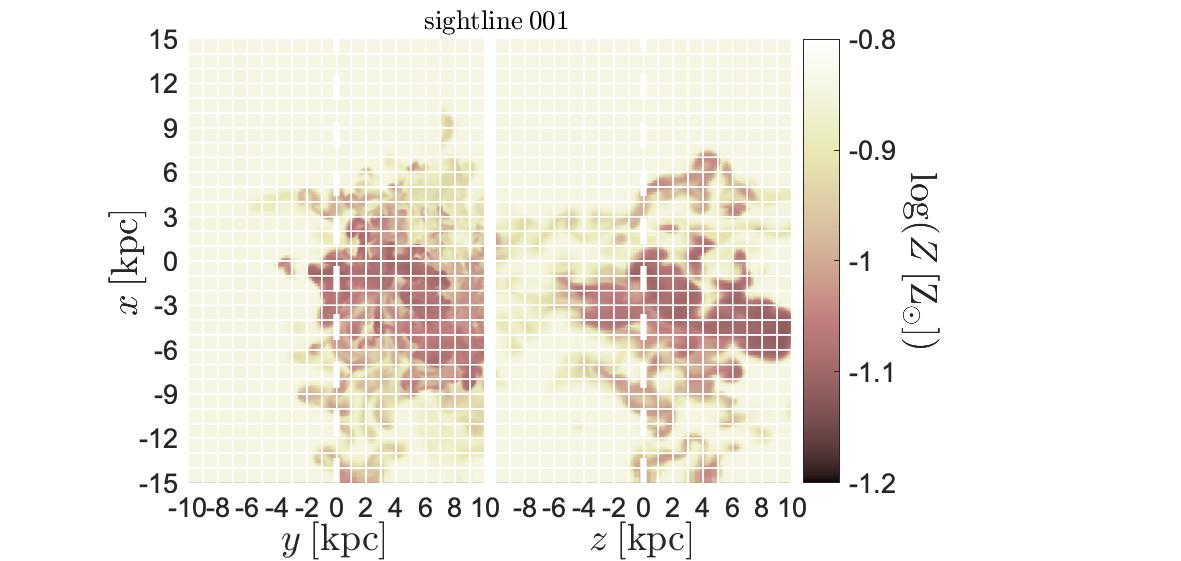 sightline 001
15
12
9
6
3
0
-3
-6
-9
-12
-15
x [kpc]
-10 -8 -6 -4 -2 0 2 4 6 8 10
y [kpc]
-8 -6 -4 -2 0 2 4 6 8 10
z [kpc]
-0.8
-0.9
-1
-1.1
-1.2
log(Z [Z⊙])